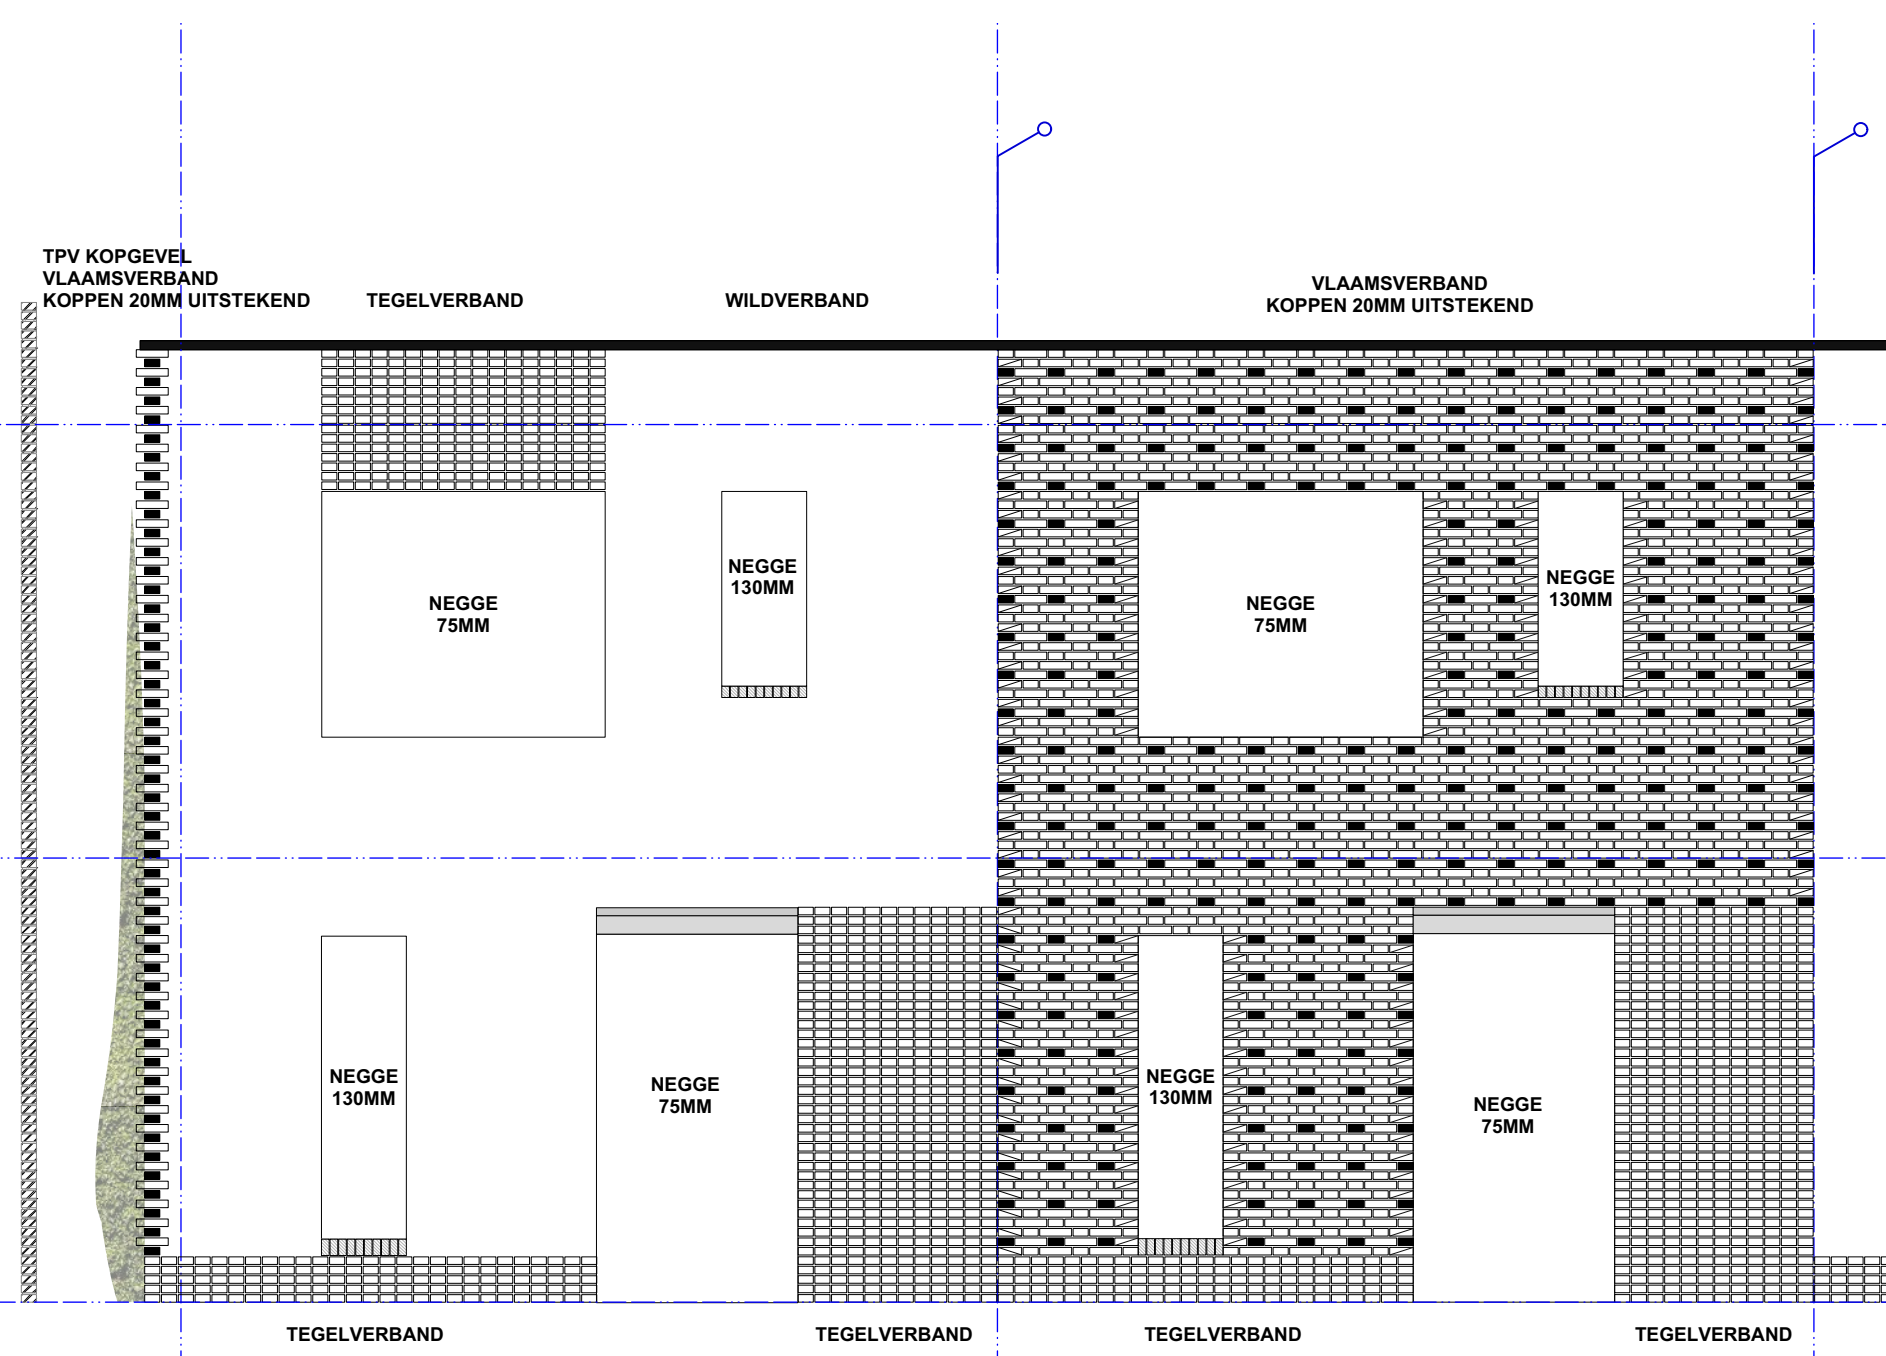 TPV KOPGEVEL
VLAAMSVERBAND
KOPPEN 20MM UITSTEKEND
TEGELVERBAND
WILDVERBAND
VLAAMSVERBAND
KOPPEN 20MM UITSTEKEND
NEGGE
75MM
NEGGE
130MM
NEGGE
75MM
NEGGE
130MM
NEGGE
130MM
NEGGE
75MM
NEGGE
130MM
NEGGE
75MM
TEGELVERBAND
TEGELVERBAND
TEGELVERBAND
TEGELVERBAND